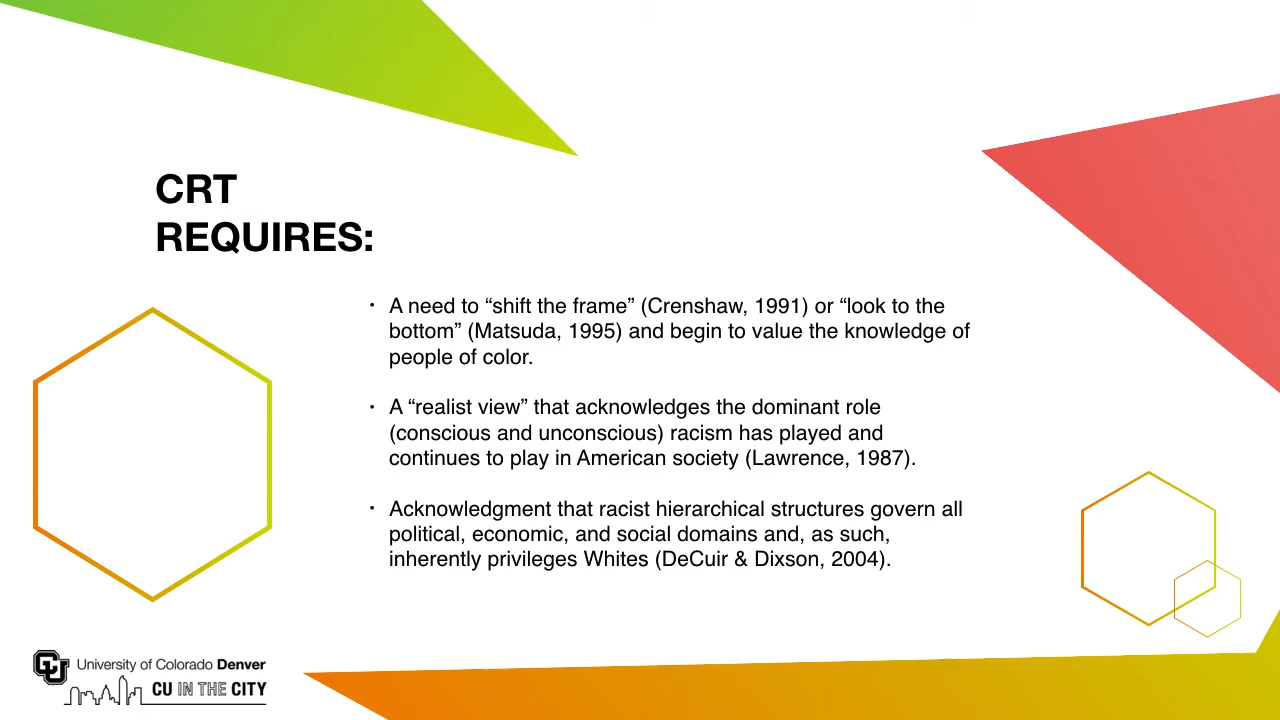 CRT
REQUIRES:
· A need to “shift the frame” (Crenshaw, 1991) or “look to the
bottom” (Matsuda, 1995) and begin to value the knowledge of
people of color.
· A “realist view” that acknowledges the dominant role
(conscious and unconscious) racism has played and
continues to play in American society (Lawrence, 1987).
· Acknowledgment that racist hierarchical structures govern all
political, economic, and social domains and, as such,
inherently privileges Whites (DeCuir & Dixson, 2004).
CU University of Colorado Denver
CU IN THE CITY